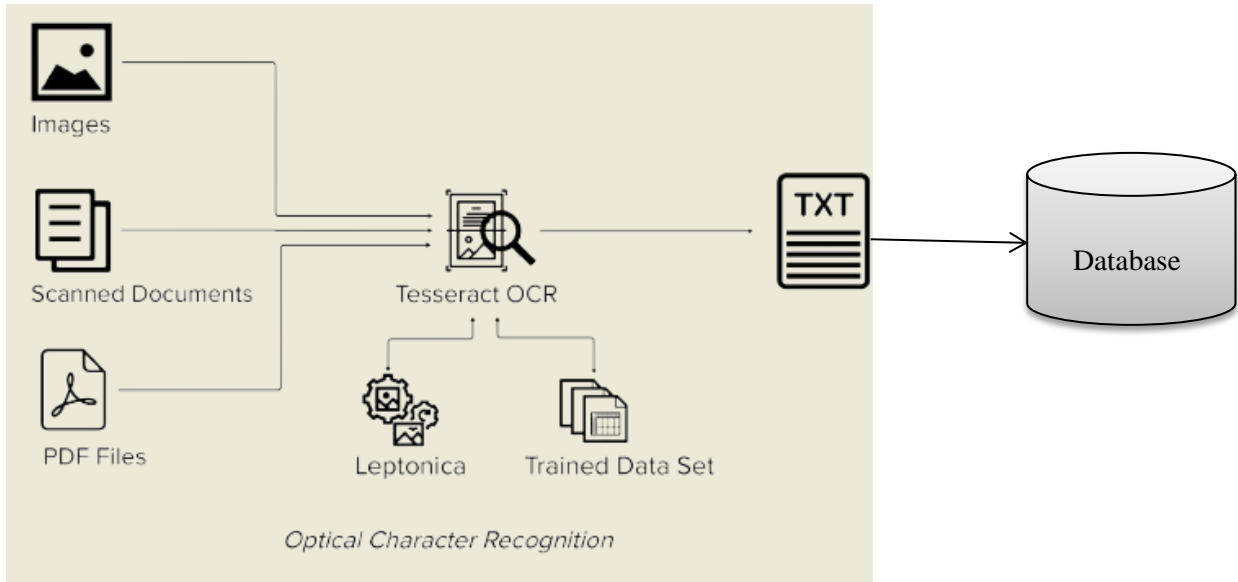 Images
Scanned Documents
PDF Files
Tesseract OCR
Leptonica
Trained Data Set
TXT
Database
Optical Character Recognition